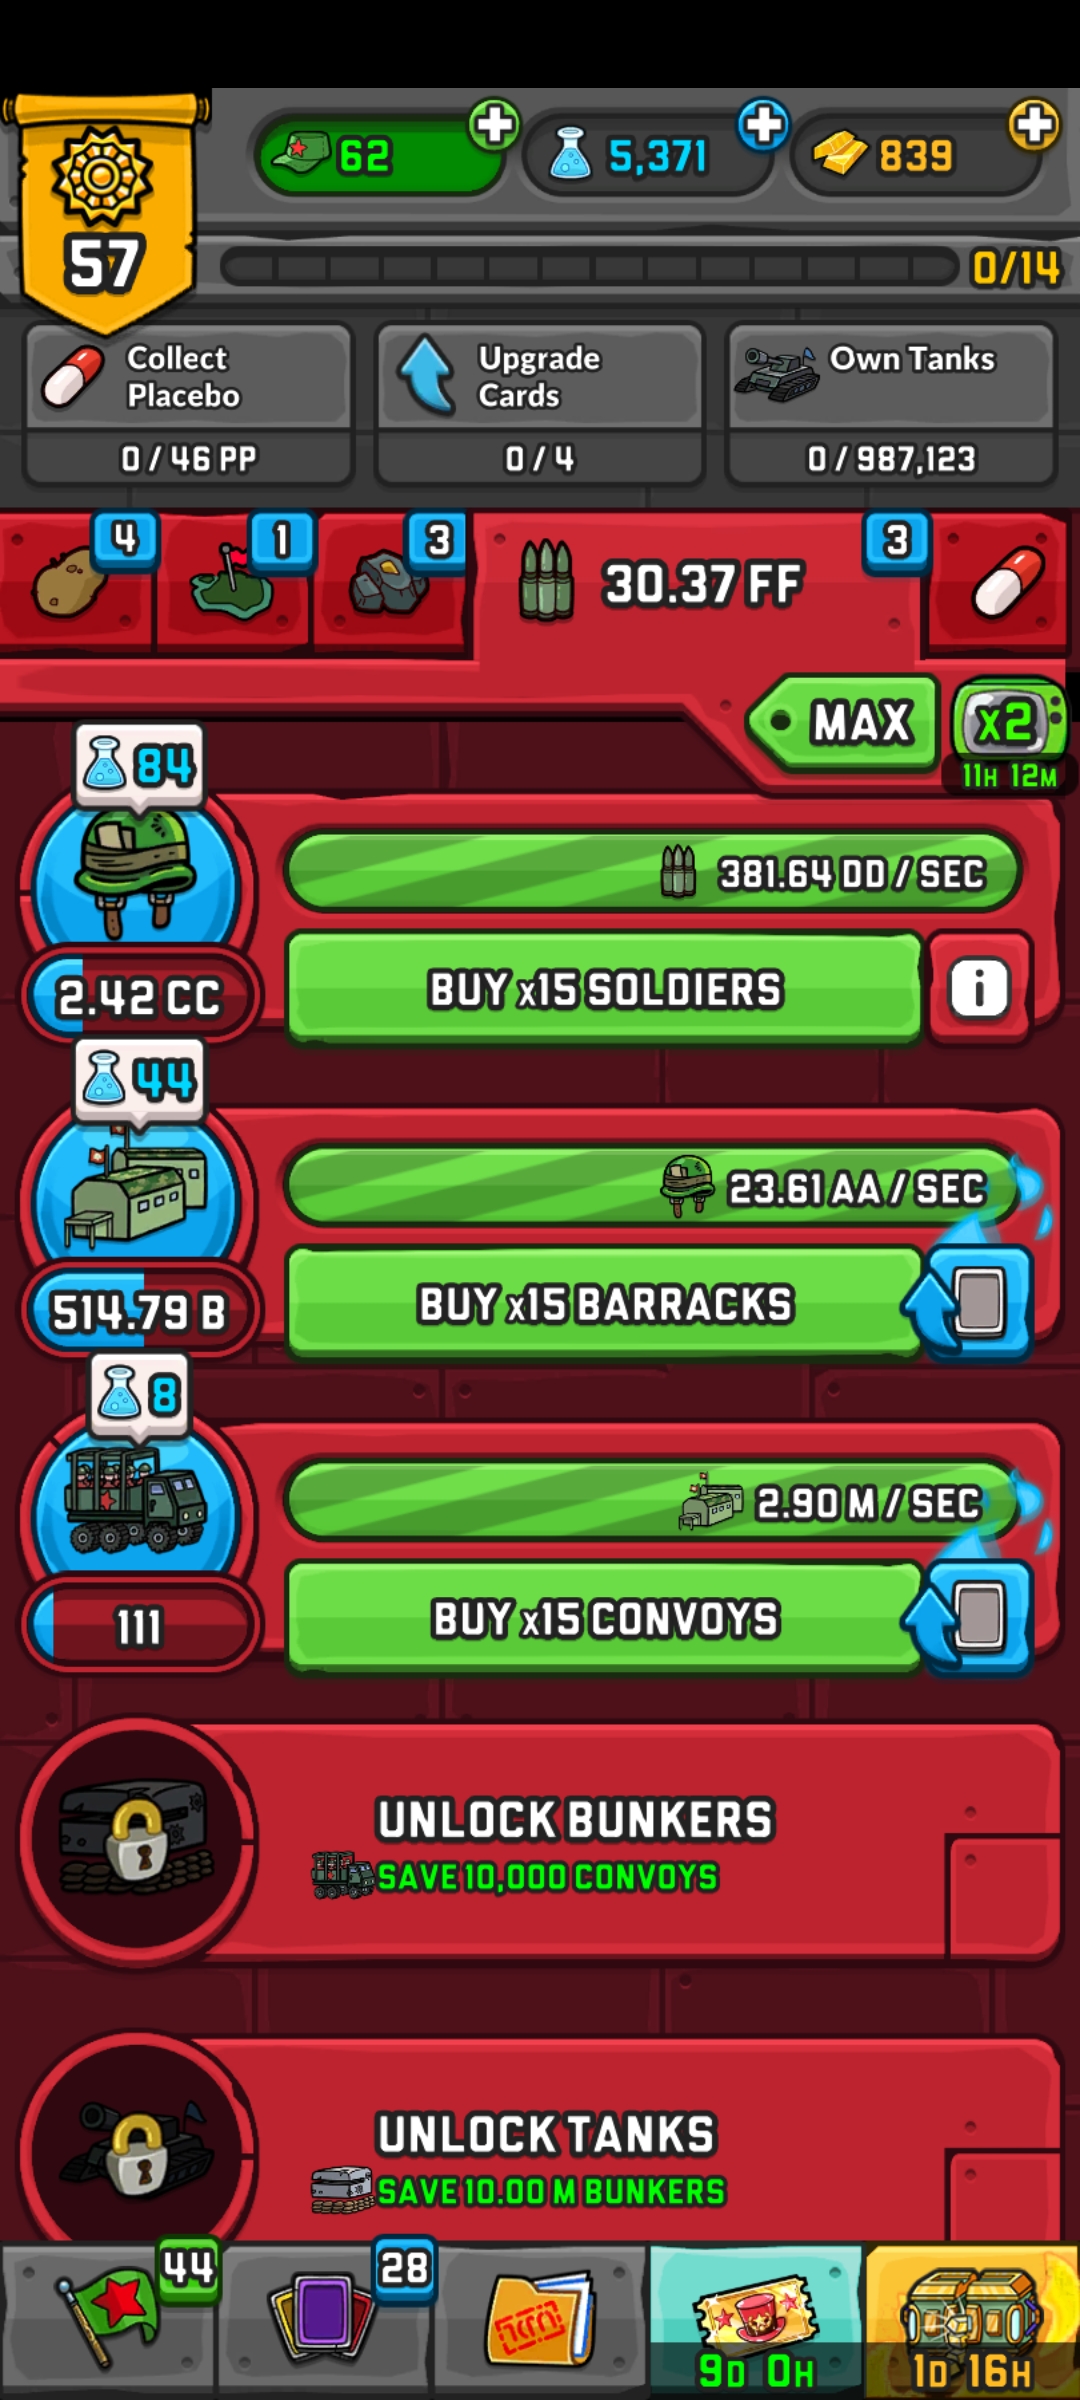 57
62
5,371
839
0/14
Collect
Placebo
0 / 46 PP
Upgrade
Cards
0 / 4
Own Tanks
0 / 987,123
4
1
3
30.37 FF
3
MAX
x2
11H 12M
84
381.64 DD / SEC
2.42 CC
BUY x15 SOLDIERS
i
44
23.61 AA / SEC
514.79 B
BUY x15 BARRACKS
8
2.90 M / SEC
111
BUY x15 CONVOYS
UNLOCK BUNKERS
SAVE 10,000 CONVOYS
UNLOCK TANKS
SAVE 10.00 M BUNKERS
44
28
9D 0H
1D 16H